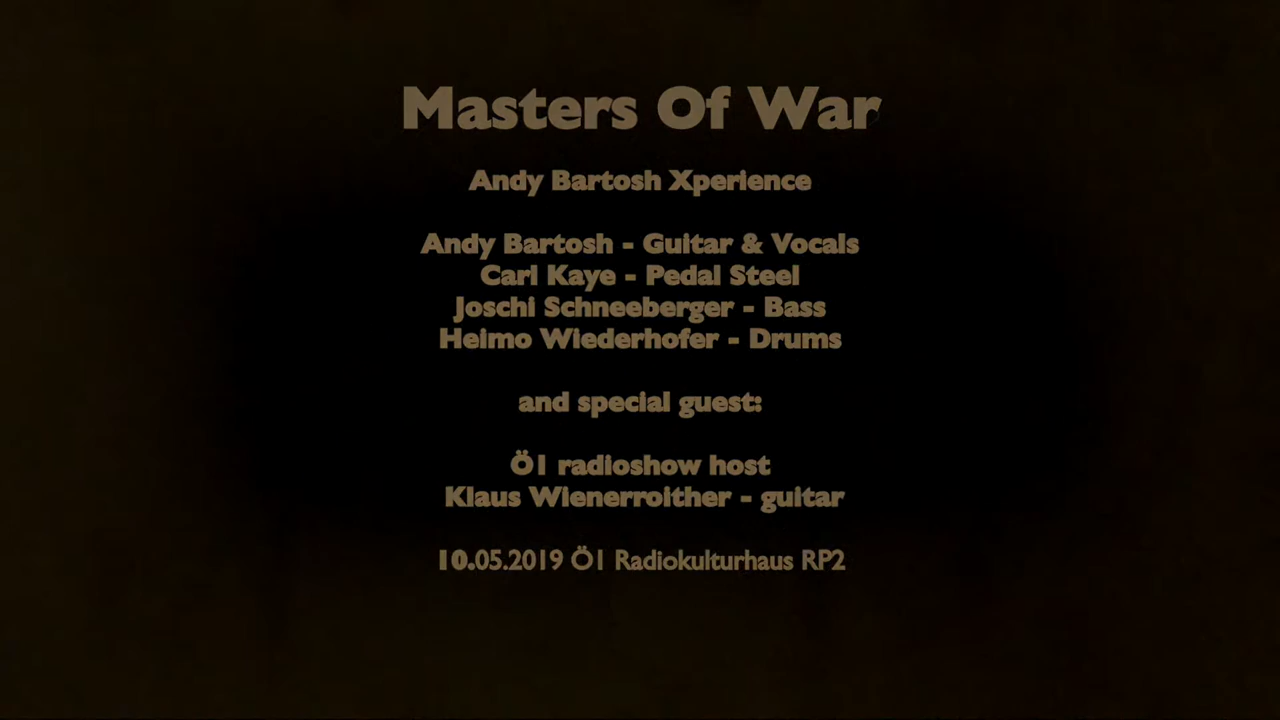 Masters Of War
Andy Bartosh Xperience
Andy Bartosh - Guitar & Vocals
Carl Kaye - Pedal Steel
Joschi Schneeberger - Bass
Heimo Wiederhofer - Drums
and special guest:
Ö1 radioshow host
Klaus Wienerroither - guitar
10.05.2019 Ö1 Radiokulturhaus RP2